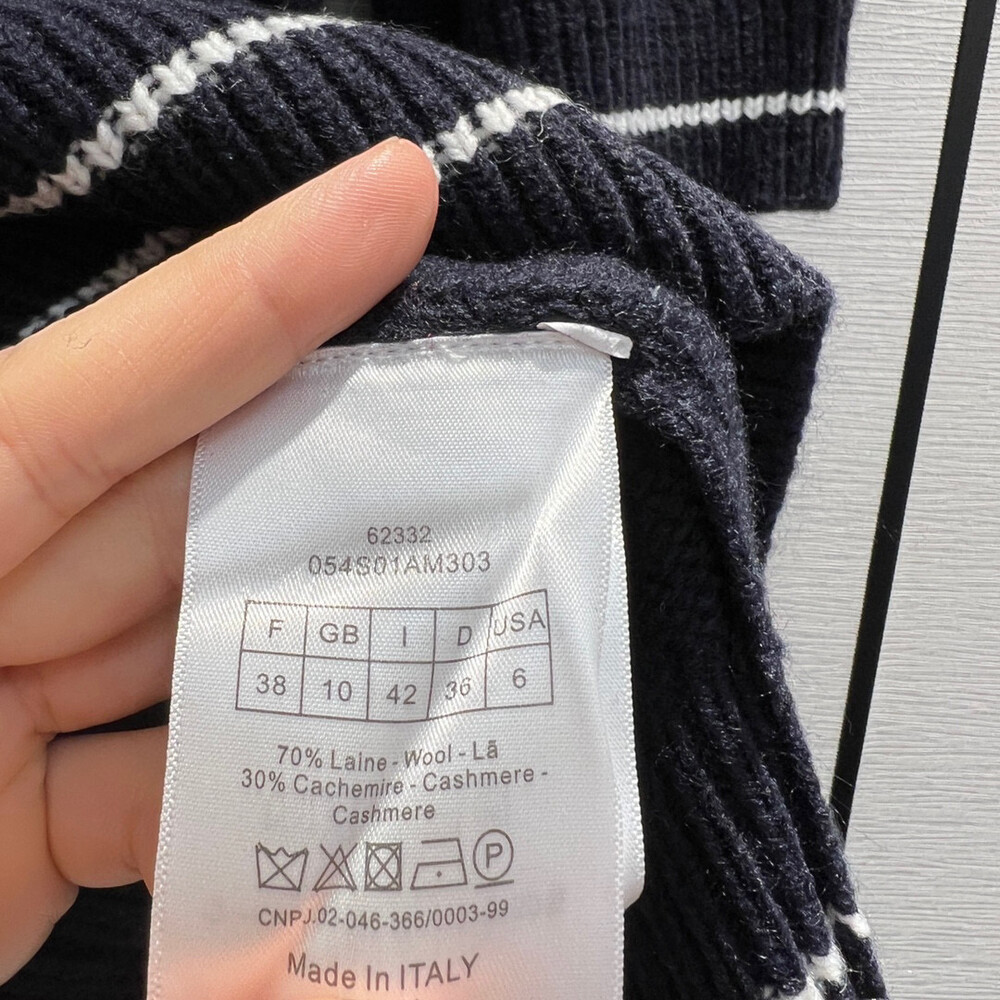 62332
054S01AM303
F GB I D USA
38 10 42 36 6
70% Laine - Wool - Lã
30% Cachemire - Cashmere -
Cashmere
P
CNPJ.02-046-366/0003-99
Made In ITALY